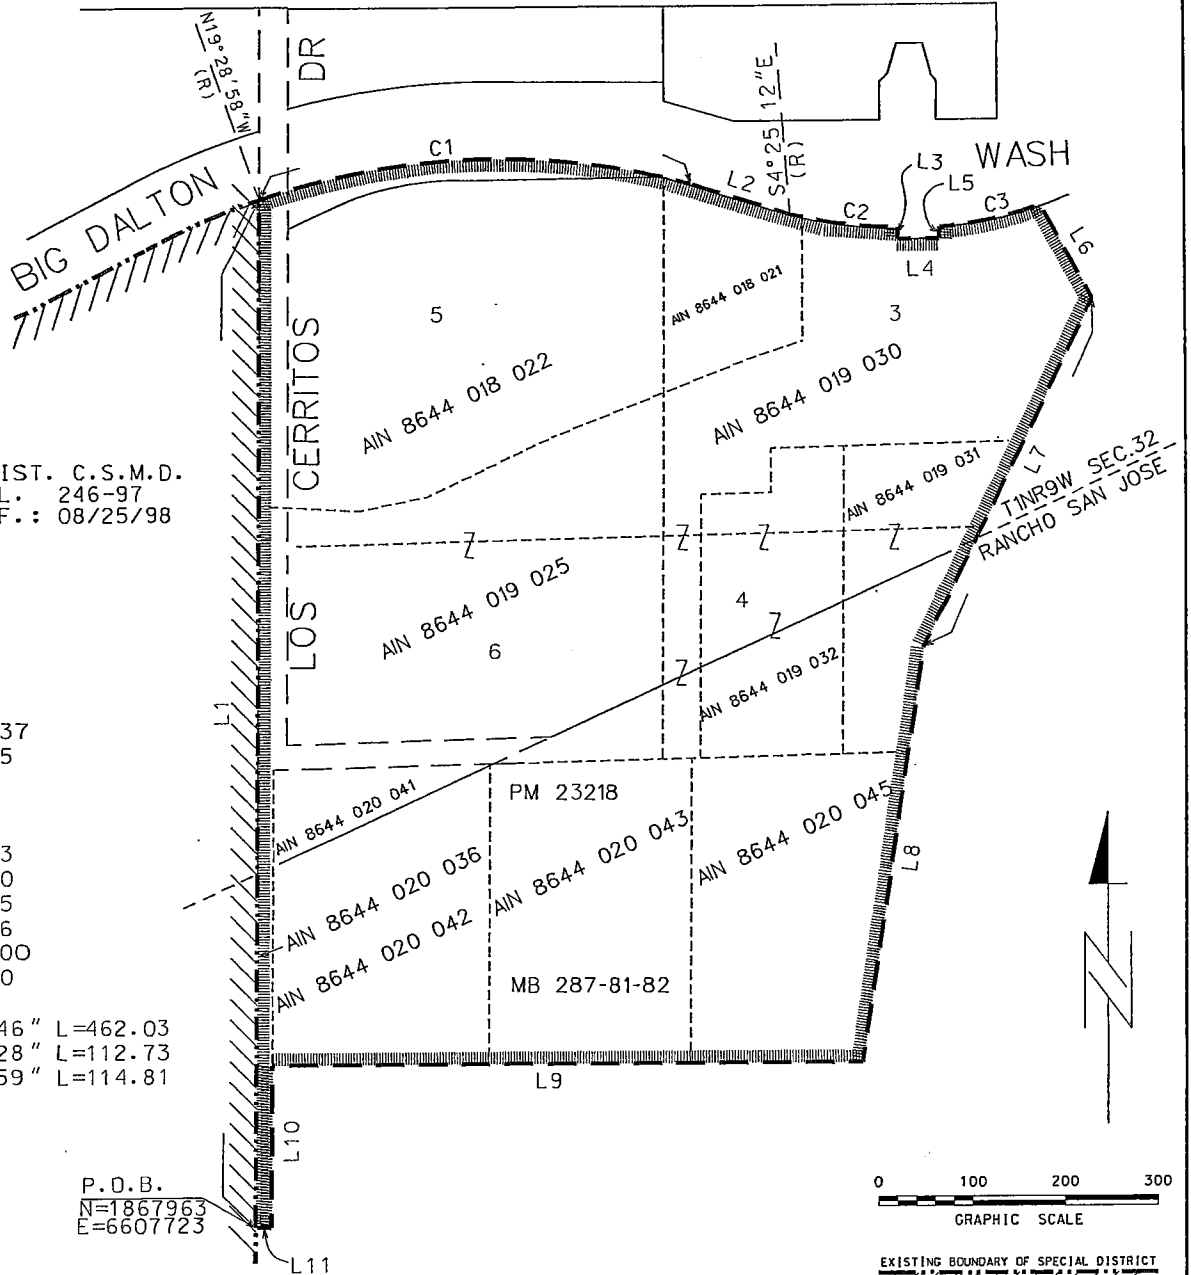 N19°28'58"W
(R)
DR
C1
L2
S4°25'12"E
(R)
L3
WASH
L5
C2
C3
L4
L6
BIG DALTON
5
AIN 8644 018 021
3
CERRITOS
AIN 8644 018 022
AIN 8644 019 030
IST. C.S.M.D.
L. 246-97
F.: 08/25/98
AIN 8644 019 031
L7
T1NR9W SEC.32
RANCHO SAN JOSE
AIN 8644 019 025
4
LOS
6
AIN 8644 019 032
L1
37
5
PM 23218
AIN 8644 020 041
3
0
5
6
00
0
AIN 8644 020 036
AIN 8644 020 043
AIN 8644 020 045
L8
AIN 8644 020 042
MB 287-81-82
N
46" L=462.03
28" L=112.73
59" L=114.81
L9
L10
P.O.B.
N=1867963
E=6607723
L11
0 100 200 300
GRAPHIC SCALE
EXISTING BOUNDARY OF SPECIAL DISTRICT